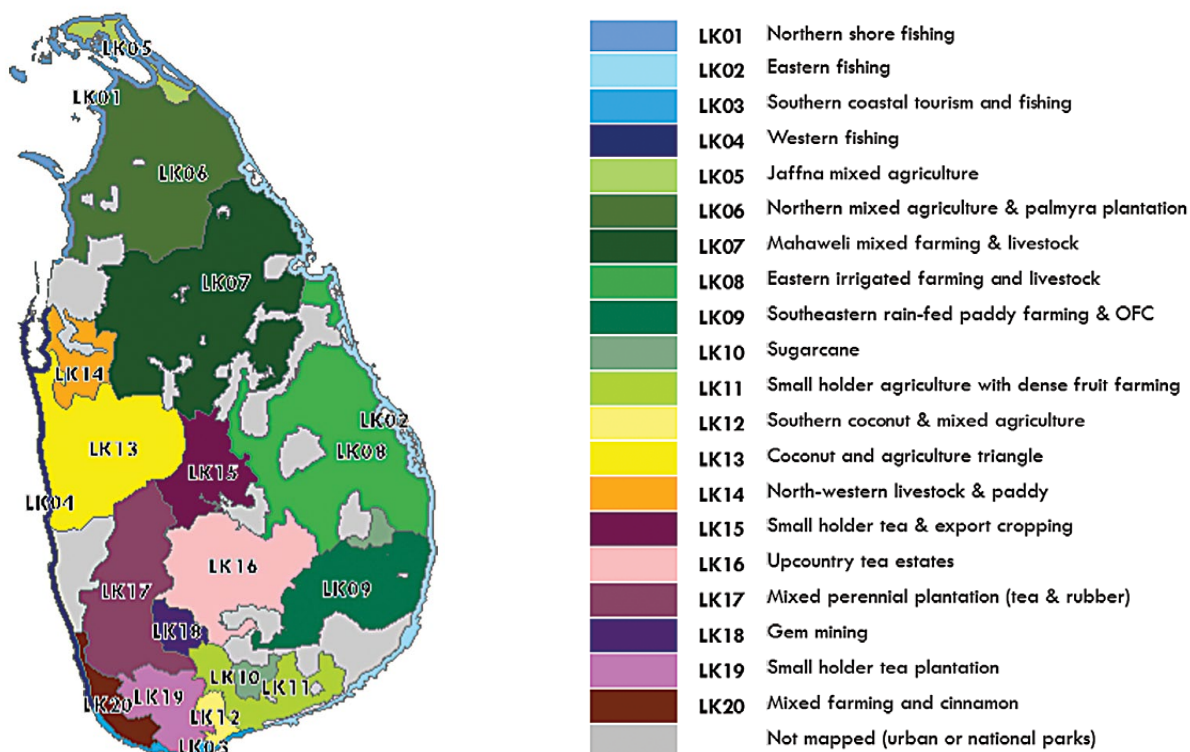 LK05
LK01
LK06
LK07
LK14
LK02
LK13
LK08
LK15
LK04
LK16
LK17
LK09
LK18
LK10
LK11
LK19
LK20
LK12
LK03
LK01 Northern shore fishing
LK02 Eastern fishing
LK03 Southern coastal tourism and fishing
LK04 Western fishing
LK05 Jaffna mixed agriculture
LK06 Northern mixed agriculture & palmyra plantation
LK07 Mahaweli mixed farming & livestock
LK08 Eastern irrigated farming and livestock
LK09 Southeastern rain-fed paddy farming & OFC
LK10 Sugarcane
LK11 Small holder agriculture with dense fruit farming
LK12 Southern coconut & mixed agriculture
LK13 Coconut and agriculture triangle
LK14 North-western livestock & paddy
LK15 Small holder tea & export cropping
LK16 Upcountry tea estates
LK17 Mixed perennial plantation (tea & rubber)
LK18 Gem mining
LK19 Small holder tea plantation
LK20 Mixed farming and cinnamon
Not mapped (urban or national parks)